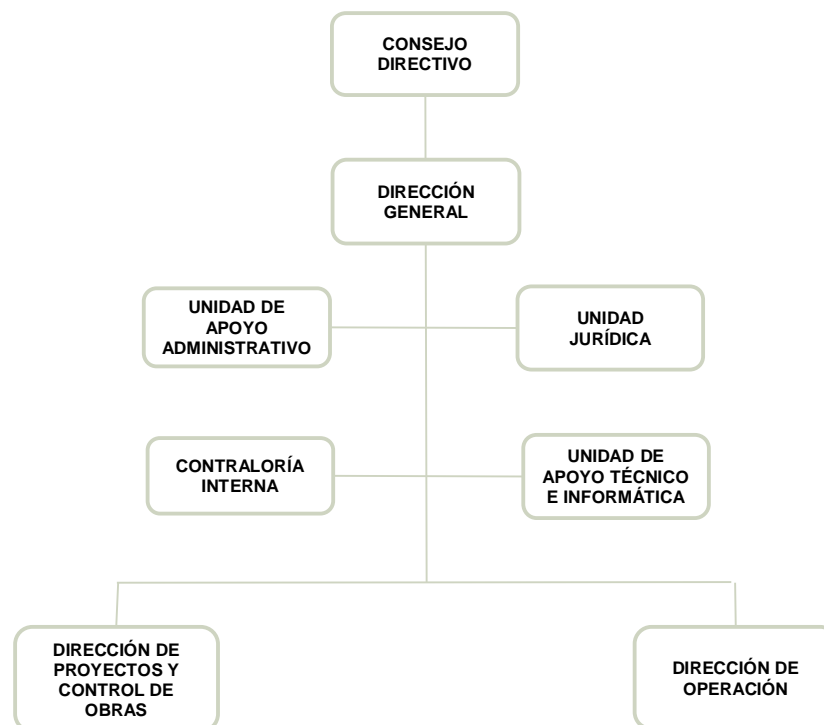 CONSEJO
DIRECTIVO
DIRECCIÓN
GENERAL
UNIDAD DE
APOYO
ADMINISTRATIVO
UNIDAD
JURÍDICA
CONTRALORÍA
INTERNA
UNIDAD DE
APOYO TÉCNICO
E INFORMÁTICA
DIRECCIÓN DE
PROYECTOS Y
CONTROL DE
OBRAS
DIRECCIÓN DE
OPERACIÓN